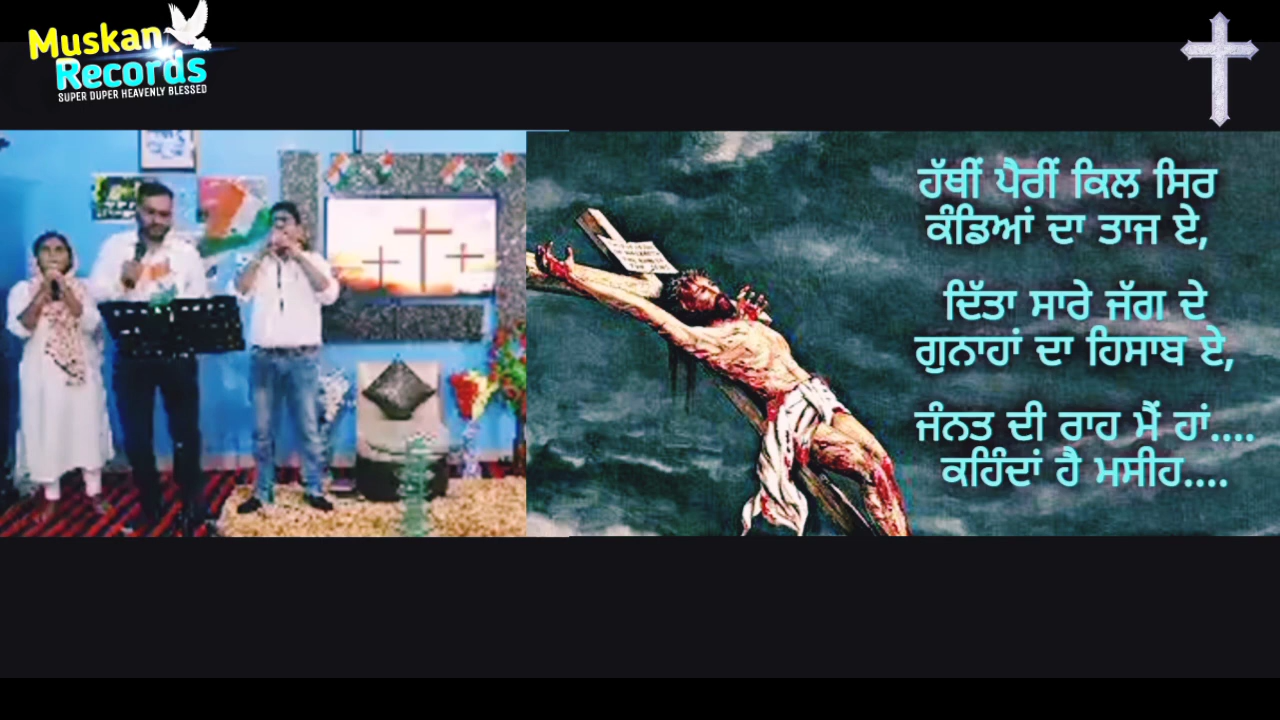 Muskan
Records
SUPER DUPER HEAVENLY BLESSED
ਹੱਥੀਂ ਪੈਰੀਂ ਕਿਲ ਸਿਰ
ਕੰਡਿਆਂ ਦਾ ਤਾਜ ਏ,
ਦਿੱਤਾ ਸਾਰੇ ਜੱਗ ਦੇ
ਗੁਨਾਹਾਂ ਦਾ ਹਿਸਾਬ ਏ,
ਜੰਨਤ ਦੀ ਰਾਹ ਮੈਂ ਹਾਂ....
ਕਹਿੰਦਾਂ ਹੈ ਮਸੀਹ....